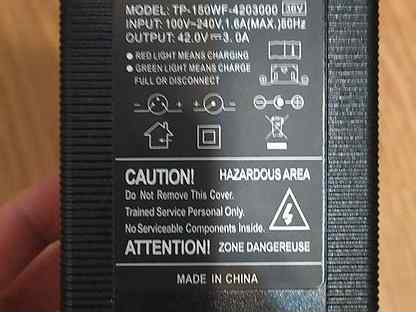 MODEL: TP-150WF-4203000 36V
INPUT: 100V~240V,1.6A(MAX.)60Hz
OUTPUT: 42.0V⎓3.0A
● RED LIGHT MEANS CHARGING
● GREEN LIGHT MEANS CHARGE
FULL OR DISCONNECT
CAUTION! HAZARDOUS AREA
Do Not Remove This Cover.
Trained Service Personal Only.
No Serviceable Components Inside.
ATTENTION! ZONE DANGEREUSE
MADE IN CHINA